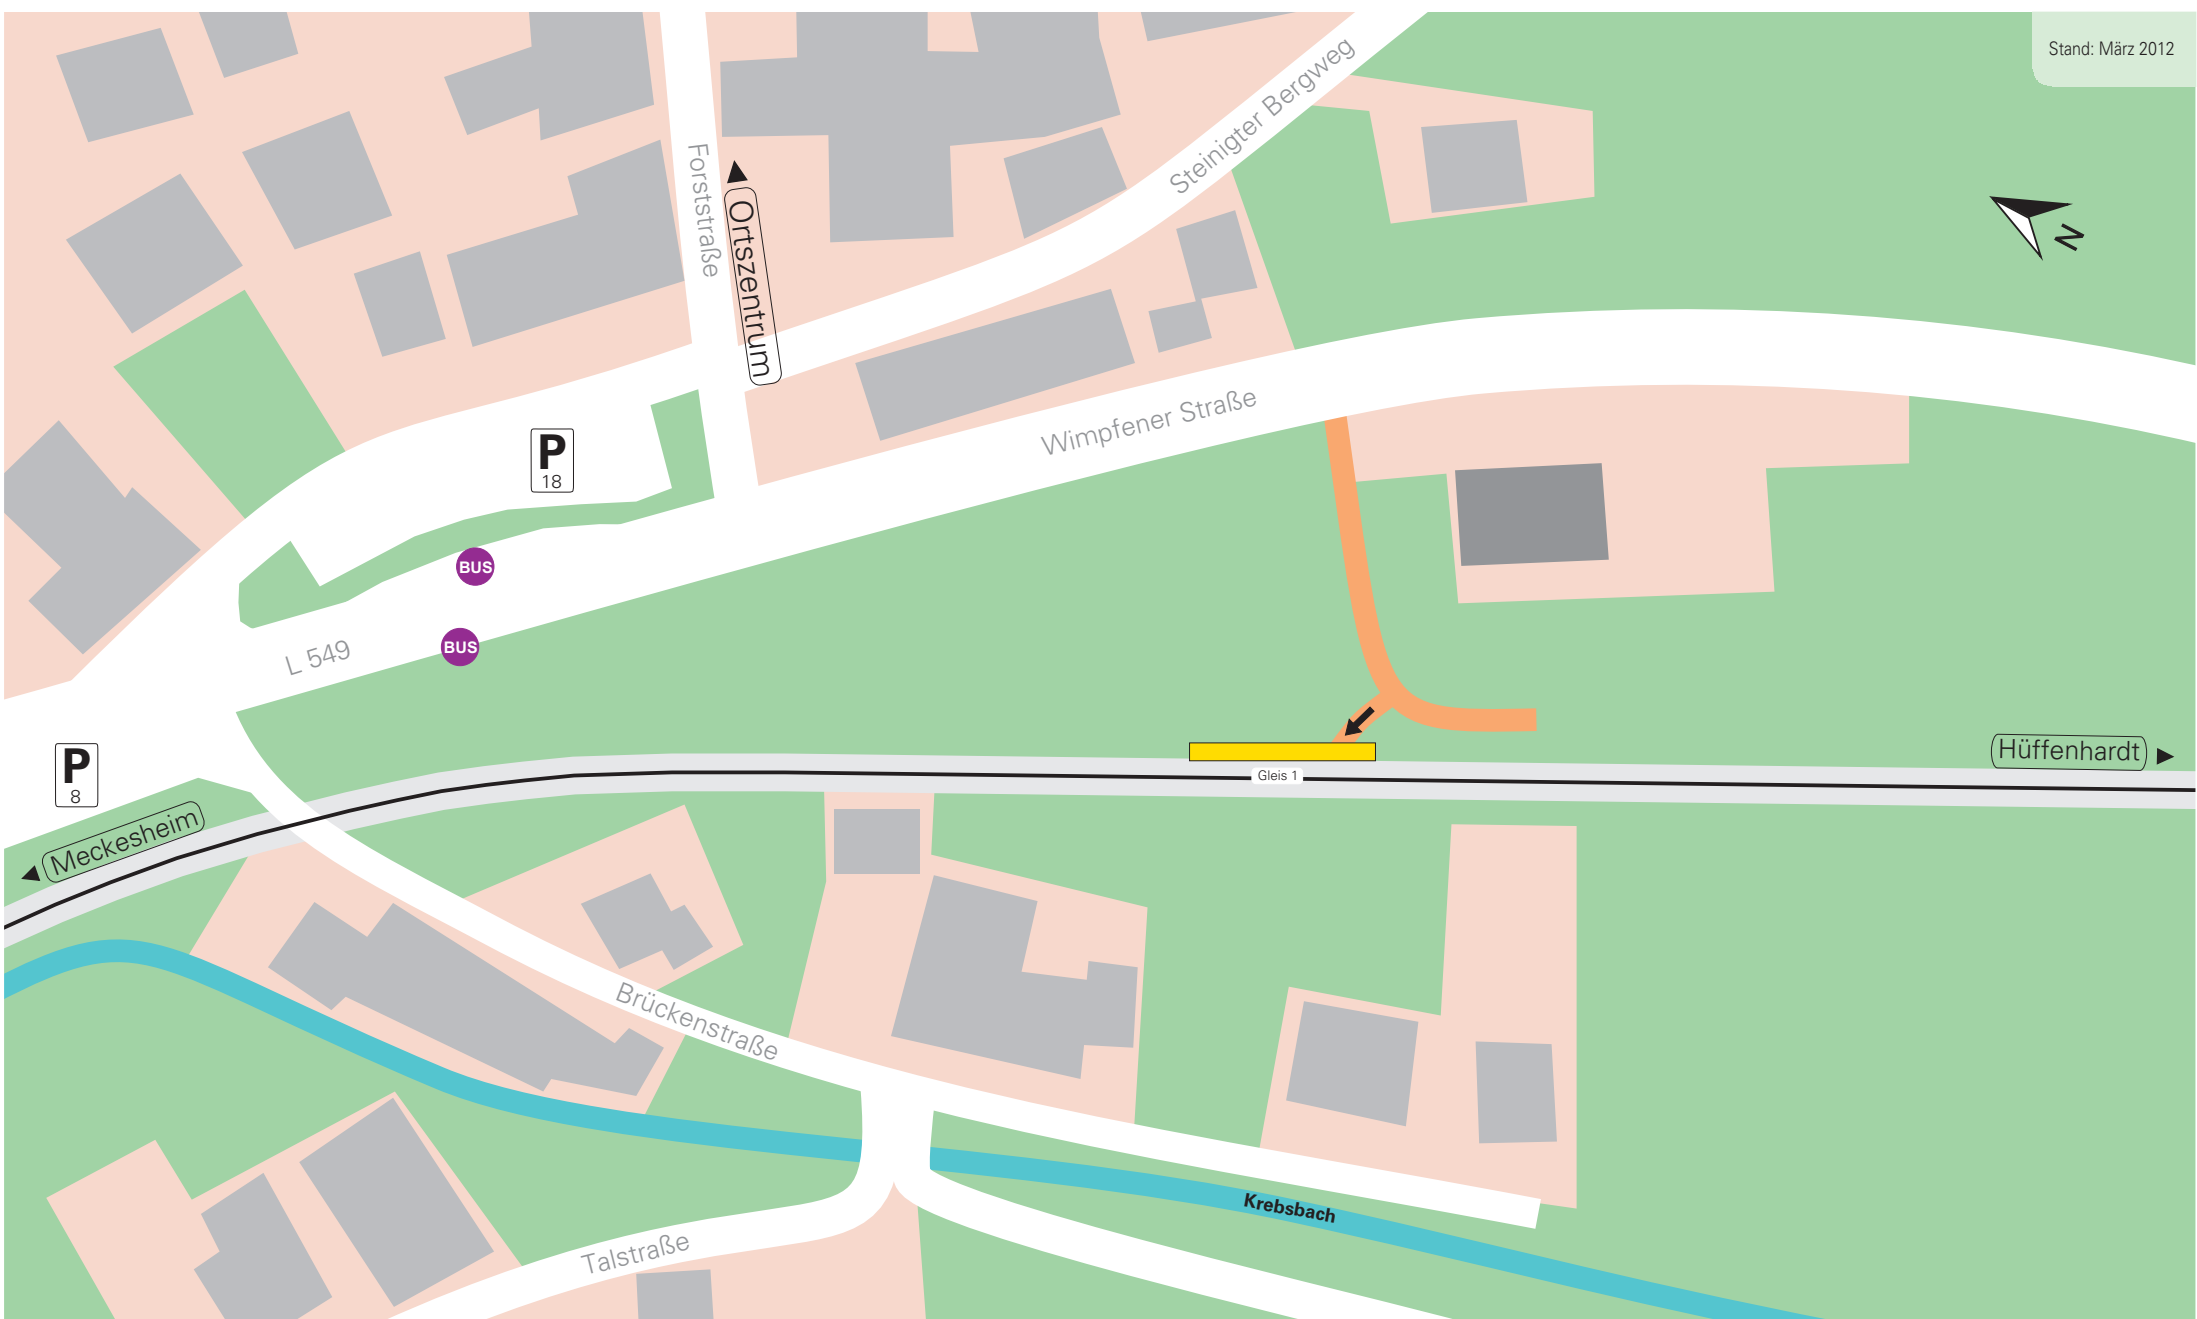 Stand: März 2012
Steinigter Bergweg
Forststraße
Ortszentrum
N
Wimpfener Straße
P
18
BUS
BUS
L 549
P
8
Hüffenhardt
Gleis 1
Meckesheim
Brückenstraße
Krebsbach
Talstraße